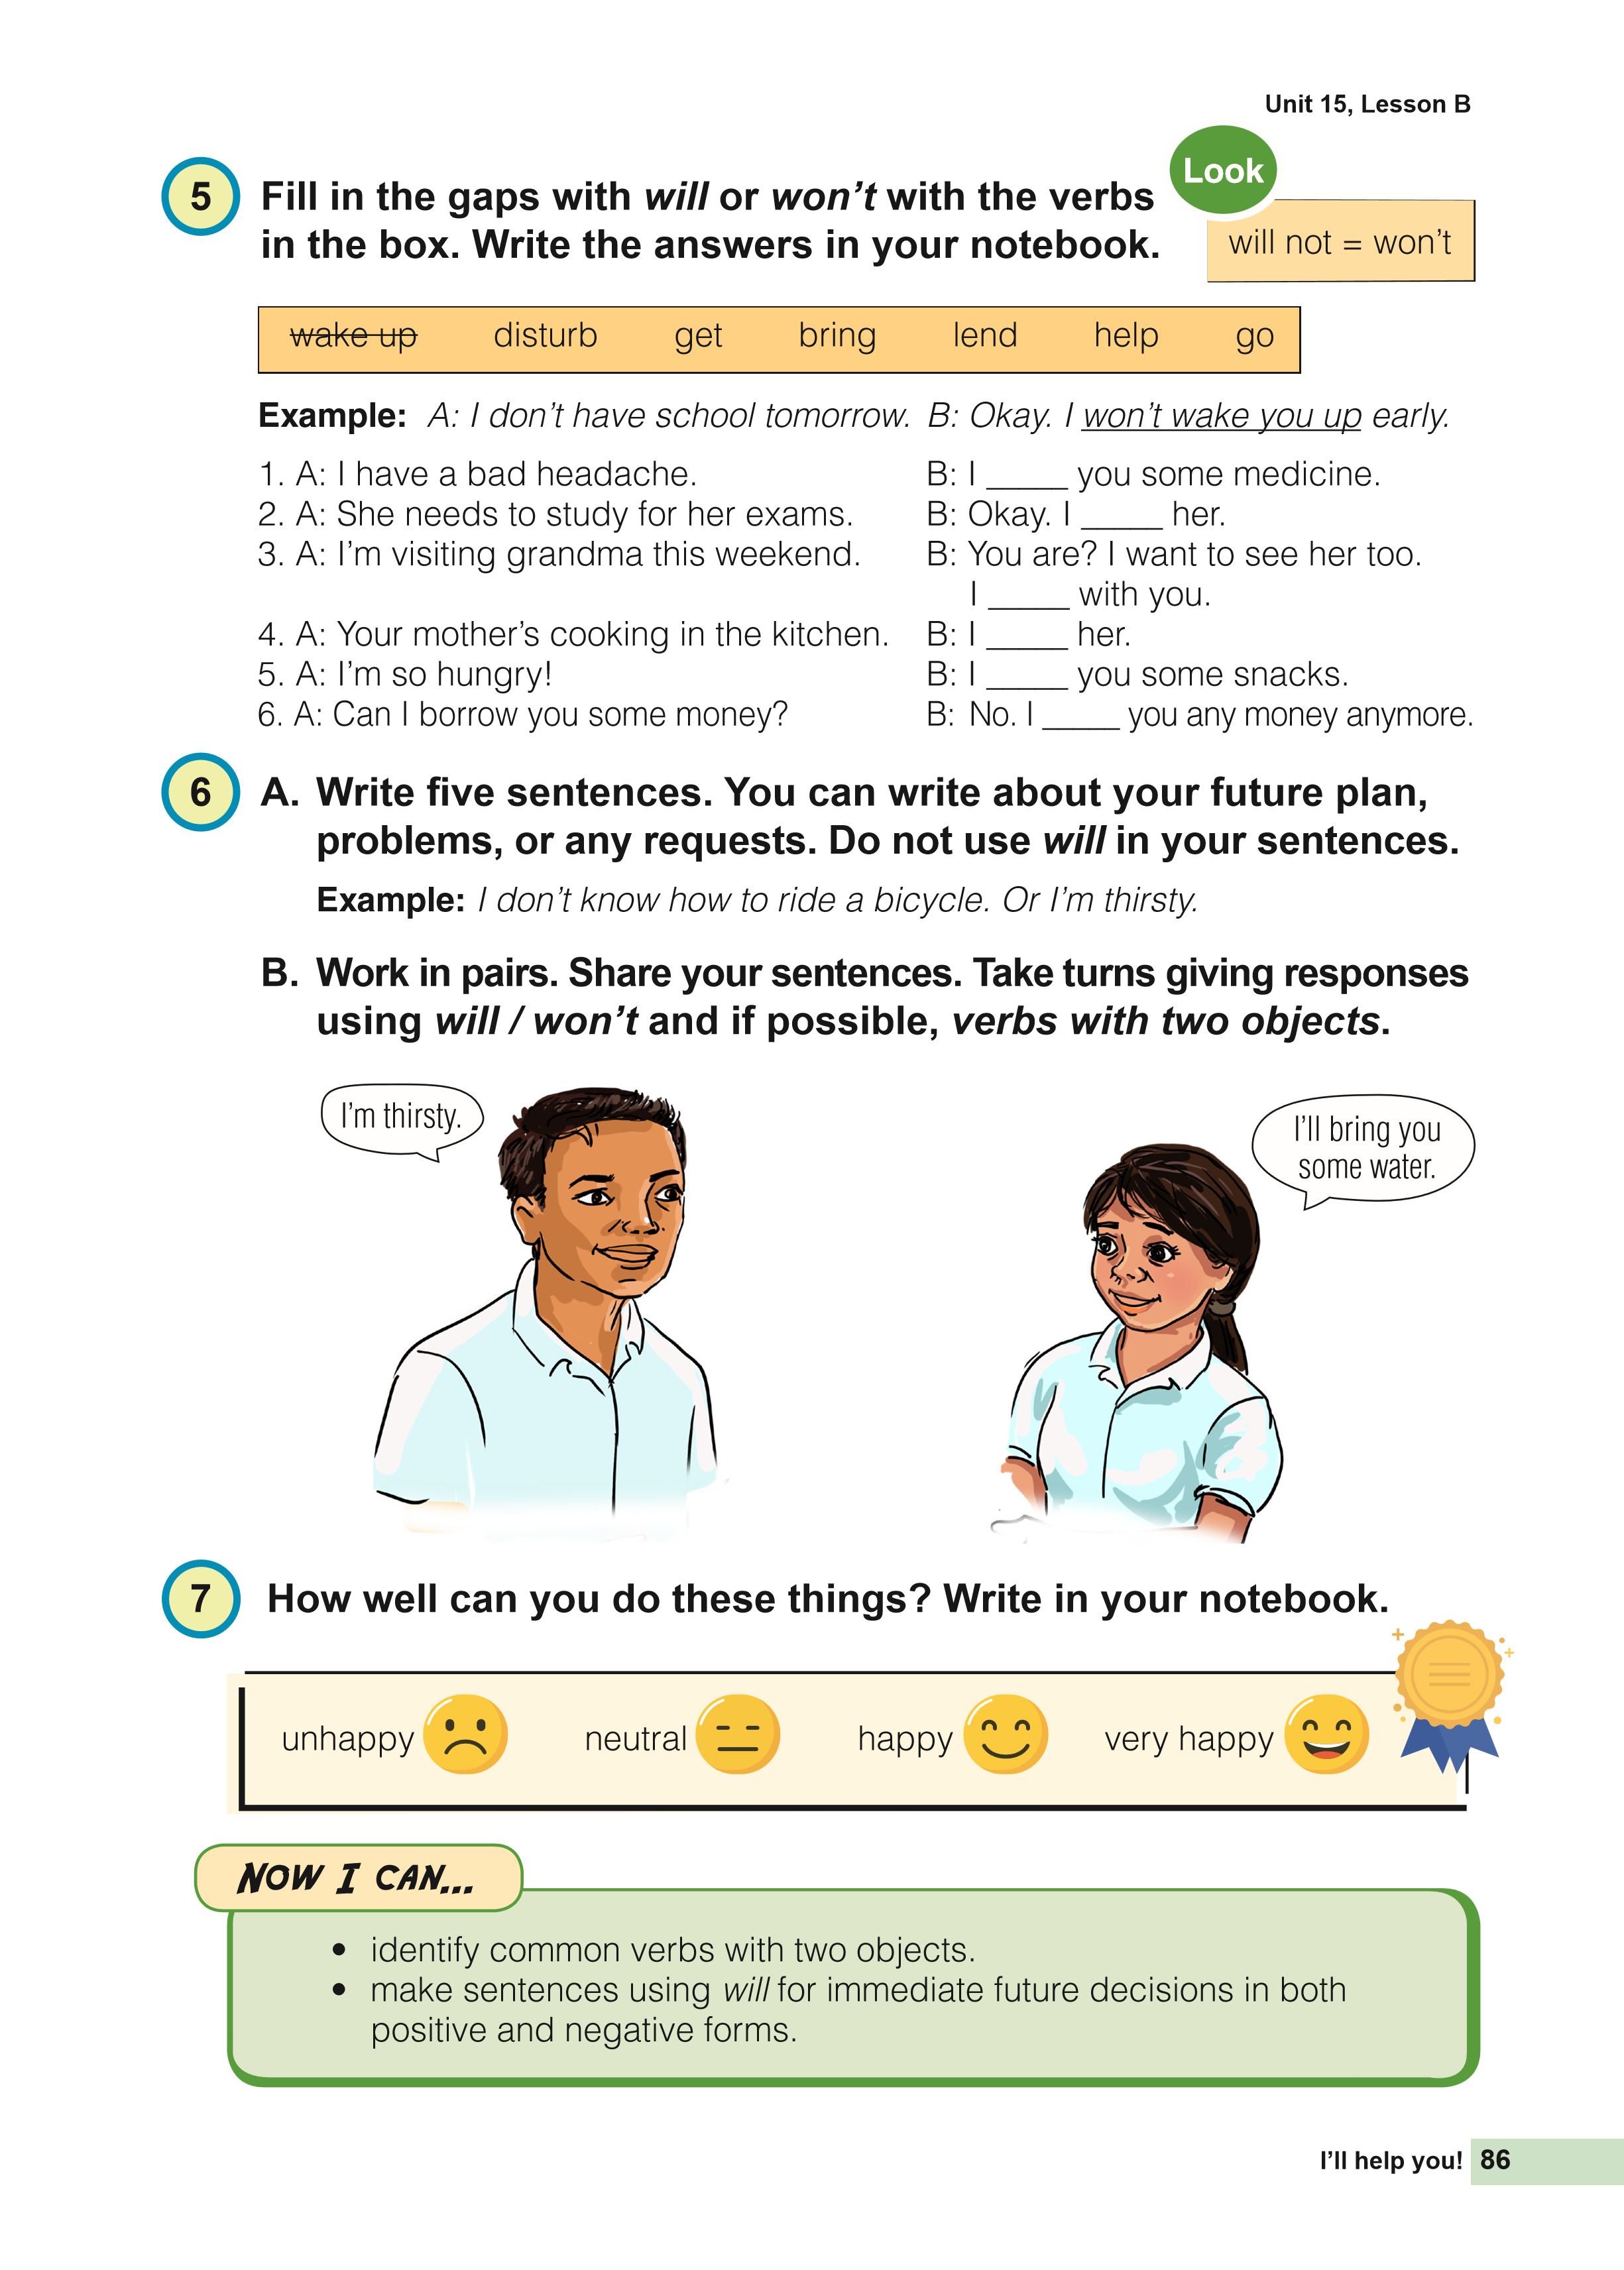 Unit 15, Lesson B
Look
5 Fill in the gaps with will or won't with the verbs
in the box. Write the answers in your notebook.
will not = won't
wake up disturb get bring lend help go
Example: A: I don't have school tomorrow. B: Okay. I won't wake you up early.
1. A: I have a bad headache. B: I _____ you some medicine.
2. A: She needs to study for her exams. B: Okay. I _____ her.
3. A: I'm visiting grandma this weekend. B: You are? I want to see her too.
I _____ with you.
4. A: Your mother's cooking in the kitchen. B: I _____ her.
5. A: I'm so hungry! B: I _____ you some snacks.
6. A: Can I borrow you some money? B: No. I _____ you any money anymore.
6 A. Write five sentences. You can write about your future plan,
problems, or any requests. Do not use will in your sentences.
Example: I don't know how to ride a bicycle. Or I'm thirsty.
B. Work in pairs. Share your sentences. Take turns giving responses
using will / won't and if possible, verbs with two objects.
I'm thirsty.
I'll bring you
some water.
7 How well can you do these things? Write in your notebook.
unhappy neutral happy very happy
NOW I CAN...
• identify common verbs with two objects.
• make sentences using will for immediate future decisions in both
positive and negative forms.
I'll help you! 86